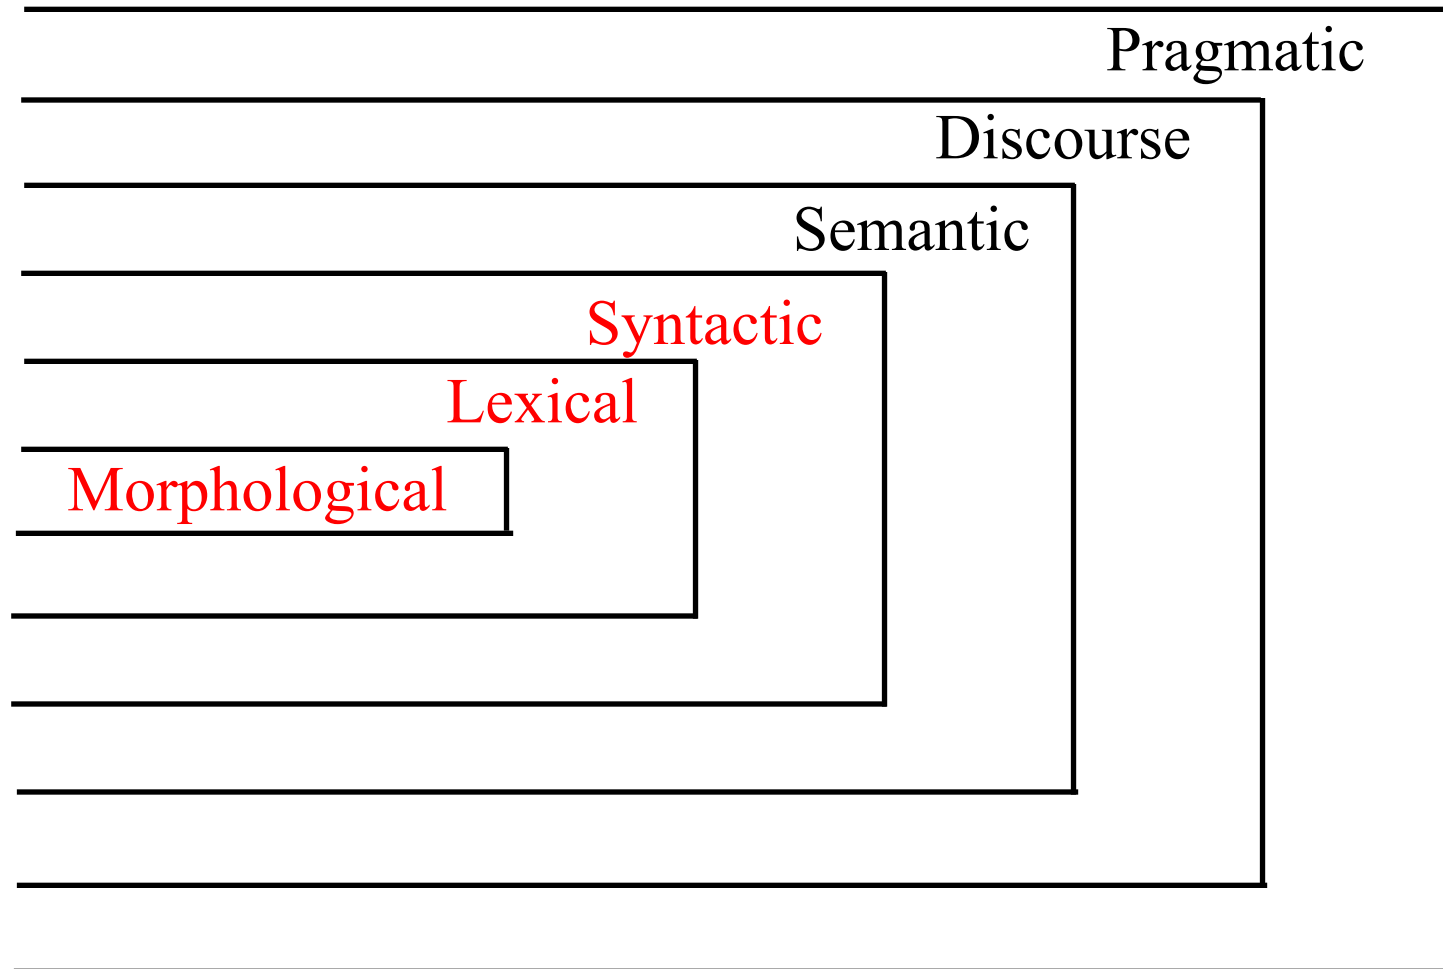 Pragmatic
Discourse
Semantic
Syntactic
Lexical
Morphological